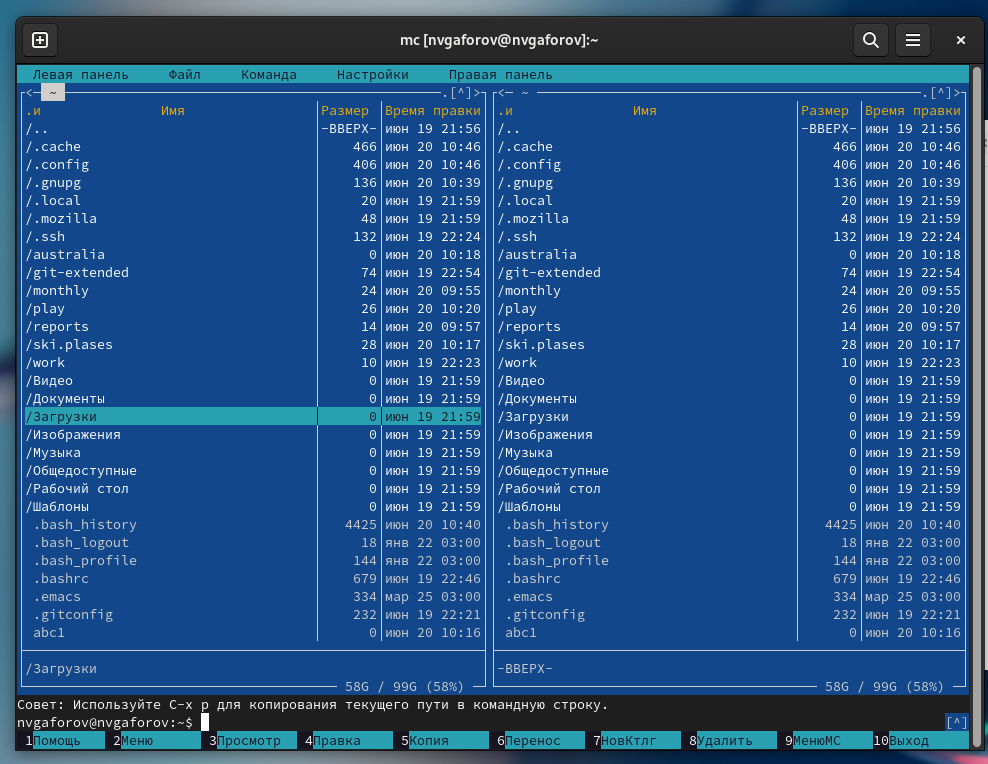 mc [nvgaforov@nvgaforov]:~
Левая панель Файл Команда Настройки Правая панель
<─ ~ .[^]> <─ ~ .[^]>
.и Имя Размер Время правки .и Имя Размер Время правки
/.. -ВВЕРХ- июн 19 21:56 /.. -ВВЕРХ- июн 19 21:56
/.cache 466 июн 20 10:46 /.cache 466 июн 20 10:46
/.config 406 июн 20 10:46 /.config 406 июн 20 10:46
/.gnupg 136 июн 20 10:39 /.gnupg 136 июн 20 10:39
/.local 20 июн 19 21:59 /.local 20 июн 19 21:59
/.mozilla 48 июн 19 21:59 /.mozilla 48 июн 19 21:59
/.ssh 132 июн 19 22:24 /.ssh 132 июн 19 22:24
/australia 0 июн 20 10:18 /australia 0 июн 20 10:18
/git-extended 74 июн 19 22:54 /git-extended 74 июн 19 22:54
/monthly 24 июн 20 09:55 /monthly 24 июн 20 09:55
/play 26 июн 20 10:20 /play 26 июн 20 10:20
/reports 14 июн 20 09:57 /reports 14 июн 20 09:57
/ski.plases 28 июн 20 10:17 /ski.plases 28 июн 20 10:17
/work 10 июн 19 22:23 /work 10 июн 19 22:23
/Видео 0 июн 19 21:59 /Видео 0 июн 19 21:59
/Документы 0 июн 19 21:59 /Документы 0 июн 19 21:59
/Загрузки 0 июн 19 21:59 /Загрузки 0 июн 19 21:59
/Изображения 0 июн 19 21:59 /Изображения 0 июн 19 21:59
/Музыка 0 июн 19 21:59 /Музыка 0 июн 19 21:59
/Общедоступные 0 июн 19 21:59 /Общедоступные 0 июн 19 21:59
/Рабочий стол 0 июн 19 21:59 /Рабочий стол 0 июн 19 21:59
/Шаблоны 0 июн 19 21:59 /Шаблоны 0 июн 19 21:59
.bash_history 4425 июн 20 10:40 .bash_history 4425 июн 20 10:40
.bash_logout 18 янв 22 03:00 .bash_logout 18 янв 22 03:00
.bash_profile 144 янв 22 03:00 .bash_profile 144 янв 22 03:00
.bashrc 679 июн 19 22:46 .bashrc 679 июн 19 22:46
.emacs 334 мар 25 03:00 .emacs 334 мар 25 03:00
.gitconfig 232 июн 19 22:21 .gitconfig 232 июн 19 22:21
abc1 0 июн 20 10:16 abc1 0 июн 20 10:16
/Загрузки -ВВЕРХ-
58G / 99G (58%) 58G / 99G (58%)
Совет: Используйте C-x p для копирования текущего пути в командную строку.
nvgaforov@nvgaforov:~$ [^]
1Помощь 2Меню 3Просмотр 4Правка 5Копия 6Перенос 7НовКтлг 8Удалить 9МенюMC 10Выход